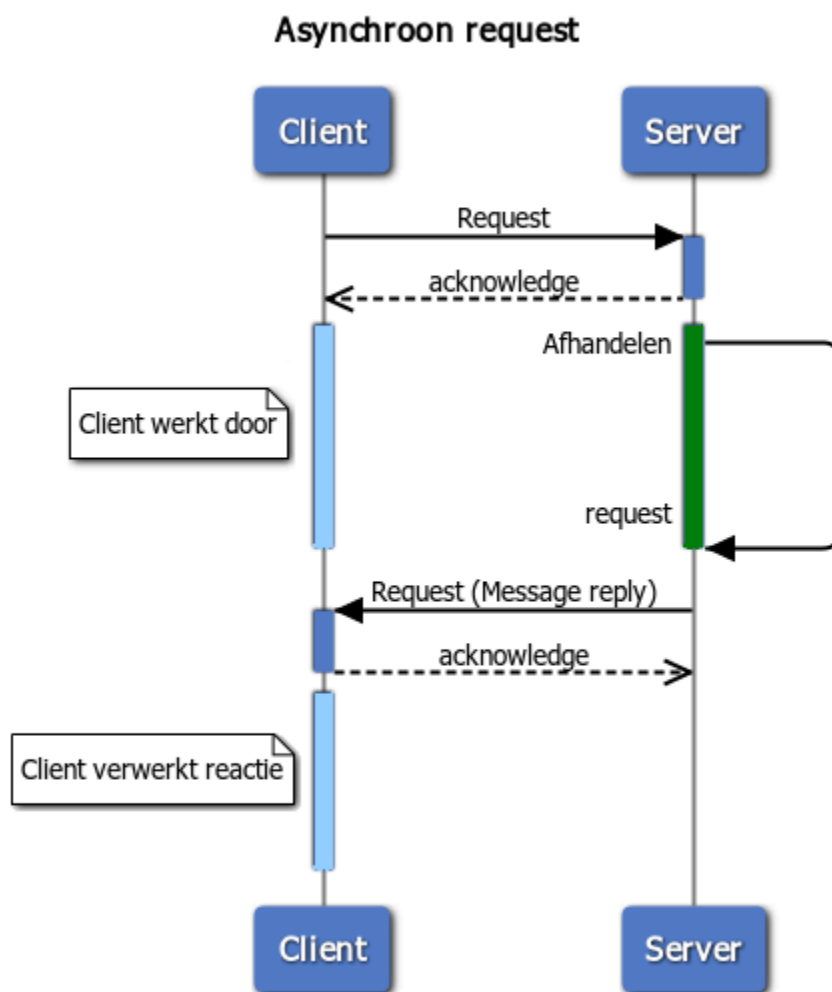 Asynchroon request
Client
Server
Request
acknowledge
Afhandelen
Client werkt door
request
Request (Message reply)
acknowledge
Client verwerkt reactie
Client
Server